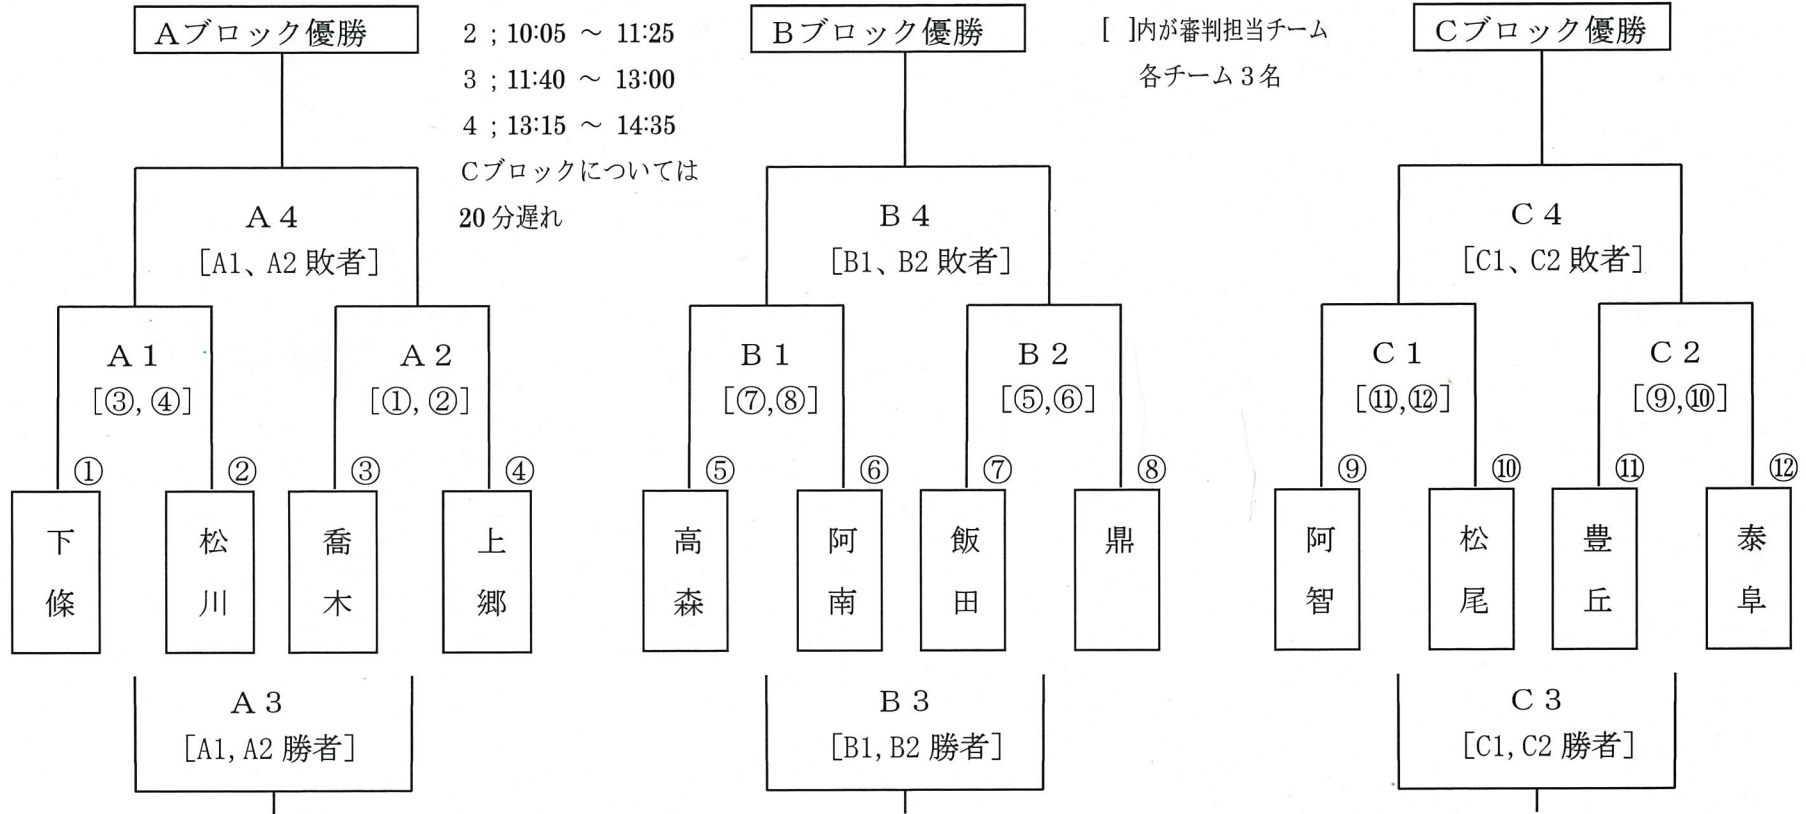 Aブロック優勝
2 ; 10:05 ～ 11:25
3 ; 11:40 ～ 13:00
4 ; 13:15 ～ 14:35
Cブロックについては
20分遅れ
Bブロック優勝
[ ]内が審判担当チーム
各チーム3名
Cブロック優勝
A4
[A1、A2敗者]
B4
[B1、B2敗者]
C4
[C1、C2敗者]
A1
[③, ④]
A2
[①, ②]
B1
[⑦,⑧]
B2
[⑤,⑥]
C1
[⑪,⑫]
C2
[⑨,⑩]
①
②
③
④
⑤
⑥
⑦
⑧
⑨
⑩
⑪
⑫
下條
松川
喬木
上郷
高森
阿南
飯田
鼎
阿智
松尾
豊丘
泰阜
A3
[A1, A2勝者]
B3
[B1, B2勝者]
C3
[C1, C2勝者]